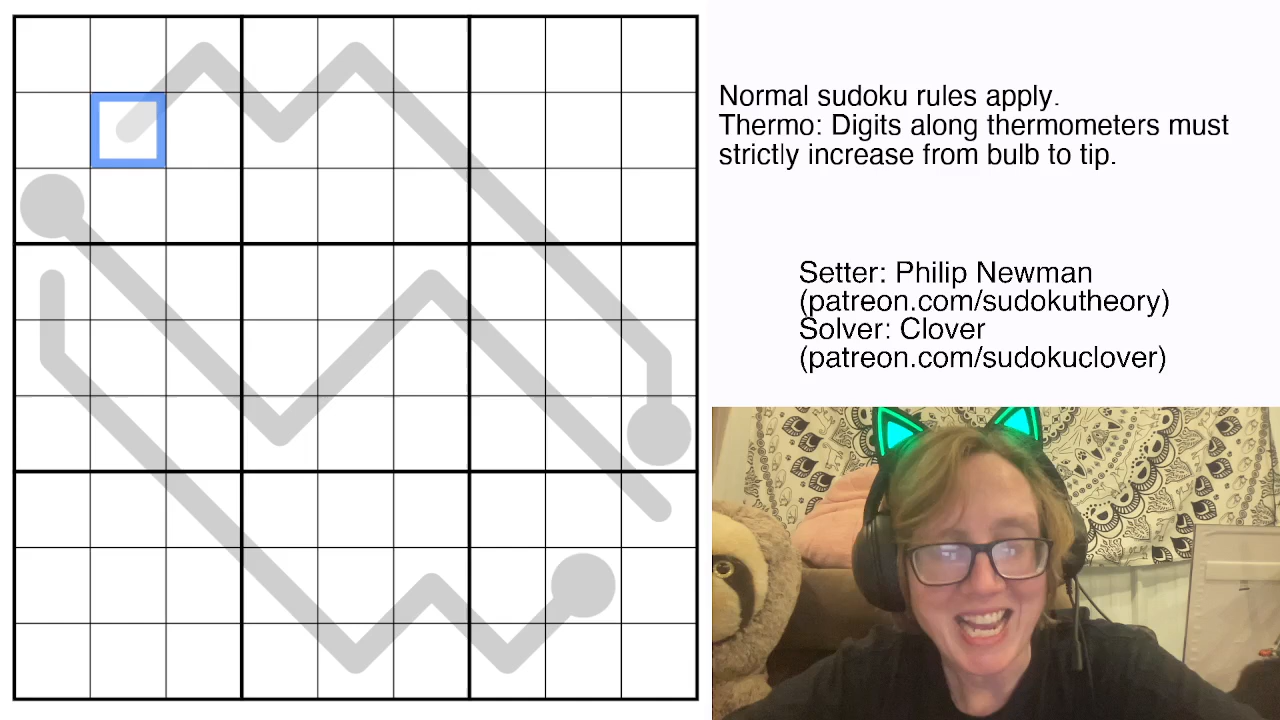 Normal sudoku rules apply.
Thermo: Digits along thermometers must
strictly increase from bulb to tip.
Setter: Philip Newman
(patreon.com/sudokutheory)
Solver: Clover
(patreon.com/sudokuclover)